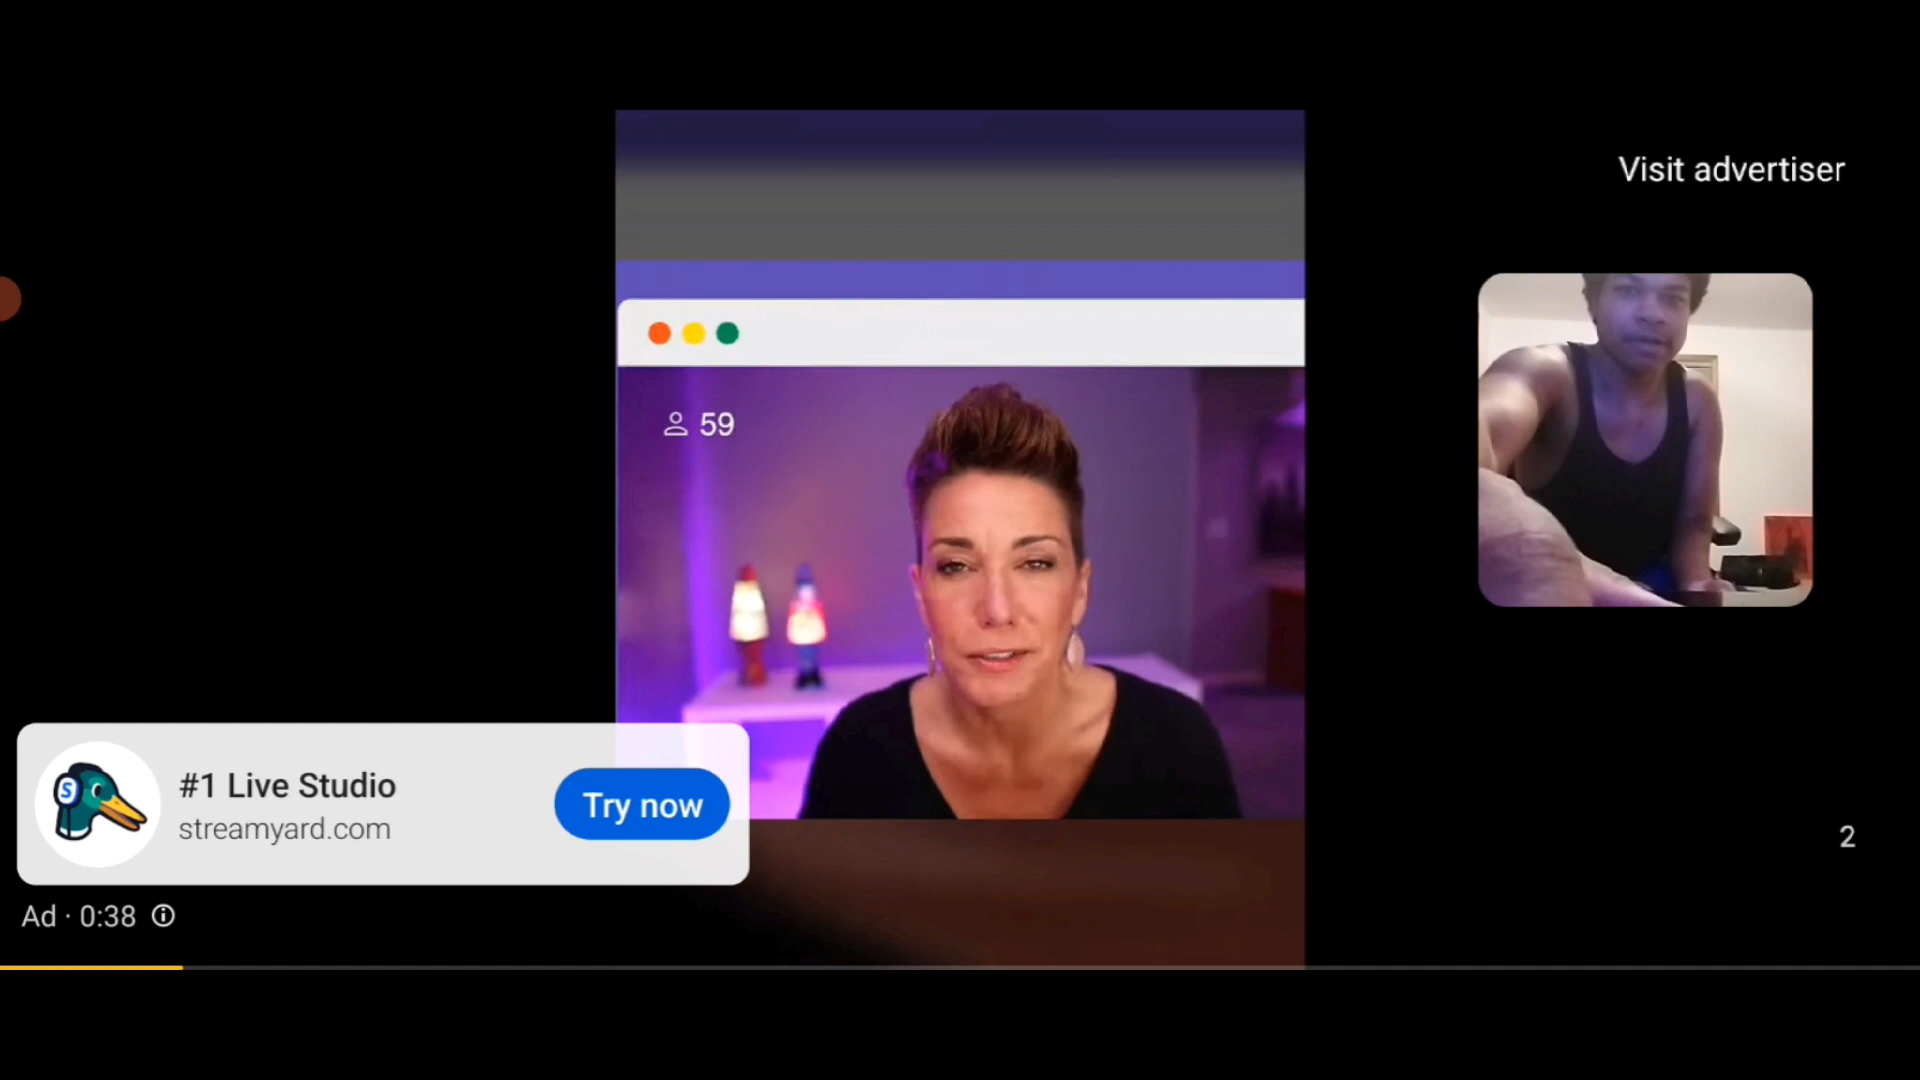 Visit advertiser
59
#1 Live Studio
streamyard.com
Try now
S
2
Ad · 0:38